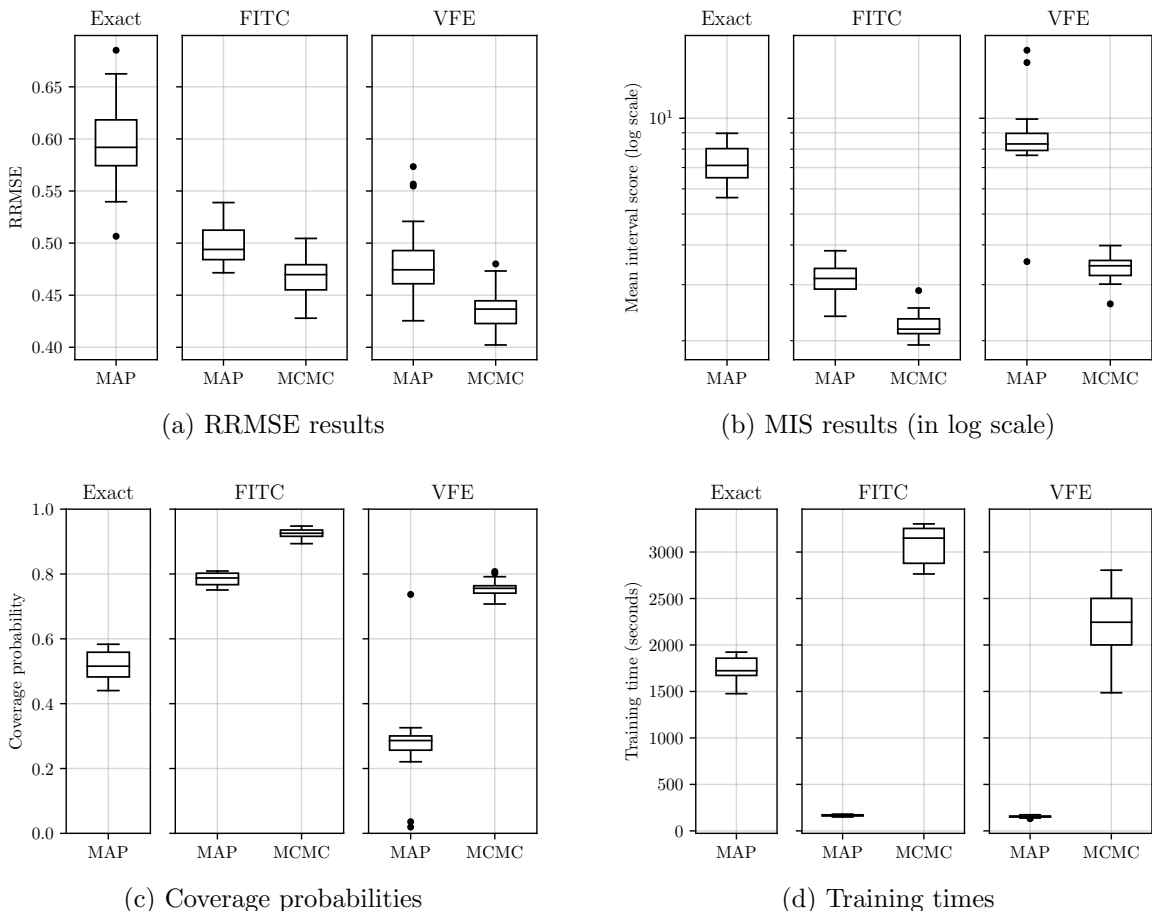 Exact FITC VFE
RRMSE
0.65
0.60
0.55
0.50
0.45
0.40
MAP MAP MCMC MAP MCMC
(a) RRMSE results
Exact FITC VFE
Mean interval score (log scale)
10¹
MAP MAP MCMC MAP MCMC
(b) MIS results (in log scale)
Exact FITC VFE
Coverage probability
1.0
0.8
0.6
0.4
0.2
0.0
MAP MAP MCMC MAP MCMC
(c) Coverage probabilities
Exact FITC VFE
Training time (seconds)
3000
2500
2000
1500
1000
500
0
MAP MAP MCMC MAP MCMC
(d) Training times